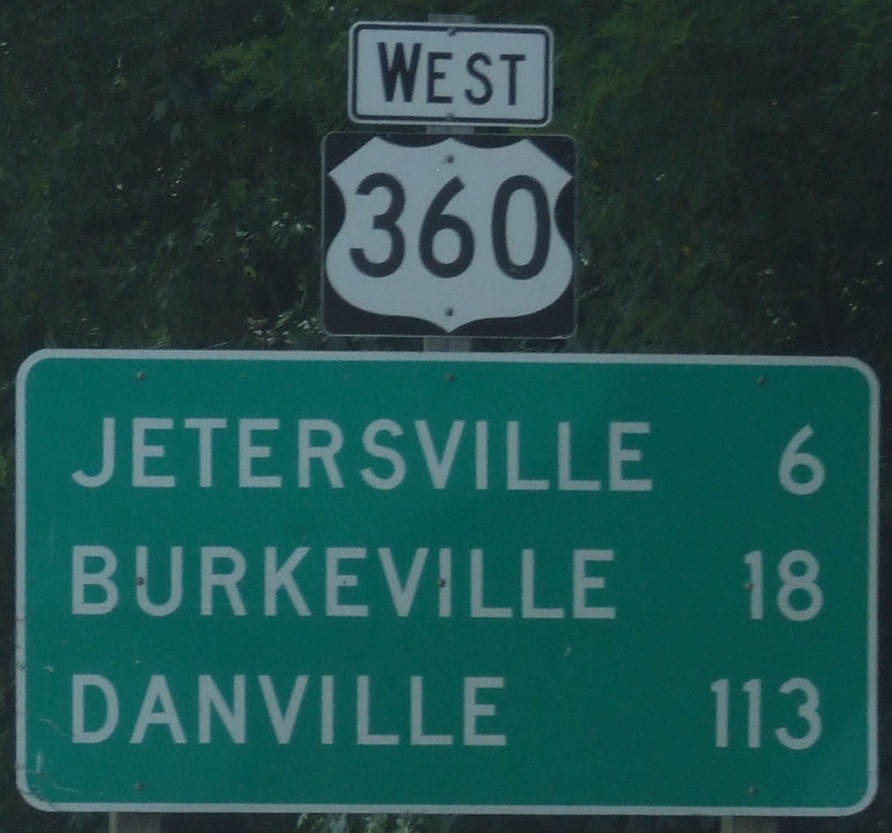 WEST
360
JETERSVILLE 6
BURKEVILLE 18
DANVILLE 113